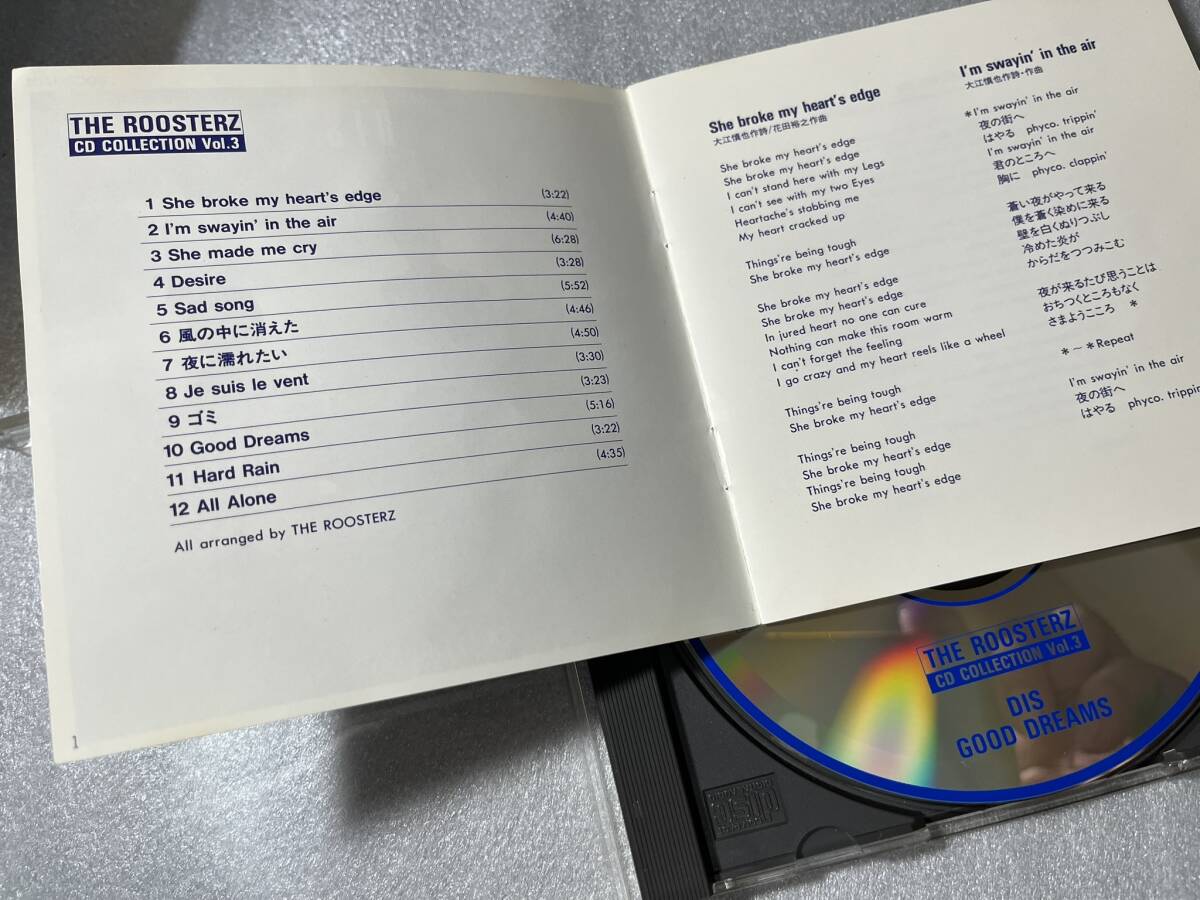 THE ROOSTERZ
CD COLLECTION Vol.3
1 She broke my heart's edge (3:22)
2 I'm swayin' in the air (4:40)
3 She made me cry (6:28)
4 Desire (3:28)
5 Sad song (5:52)
6 風の中に消えた (4:46)
7 夜に濡れたい (4:50)
8 Je suis le vent (3:30)
9 ゴミ (3:23)
10 Good Dreams (5:16)
11 Hard Rain (3:22)
12 All Alone (4:35)
All arranged by THE ROOSTERZ
1
She broke my heart's edge
大江慎也作詩/花田裕之作曲
She broke my heart's edge
She broke my heart's edge
I can't stand here with my Legs
I can't see with my two Eyes
Heartache's stabbing me
My heart cracked up
Things're being tough
She broke my heart's edge
She broke my heart's edge
She broke my heart's edge
In jured heart no one can cure
Nothing can make this room warm
I can't forget the feeling
I go crazy and my heart reels like a wheel
Things're being tough
She broke my heart's edge
Things're being tough
She broke my heart's edge
Things're being tough
She broke my heart's edge
I'm swayin' in the air
大江慎也作詩・作曲
*I'm swayin' in the air
夜の街へ
はやる phyco. trippin'
I'm swayin' in the air
君のところへ
胸に phyco. clappin'
蒼い夜がやって来る
僕を蒼く染めに来る
壁を白くぬりつぶし
冷めた炎が
からだをつつみこむ
夜が来るたび思うことは
おちつくところもなく
さまようこころ *
*~*Repeat
I'm swayin' in the air
夜の街へ
はやる phyco. trippin
THE ROOSTERZ
CD COLLECTION Vol.3
DIS
GOOD DREAMS